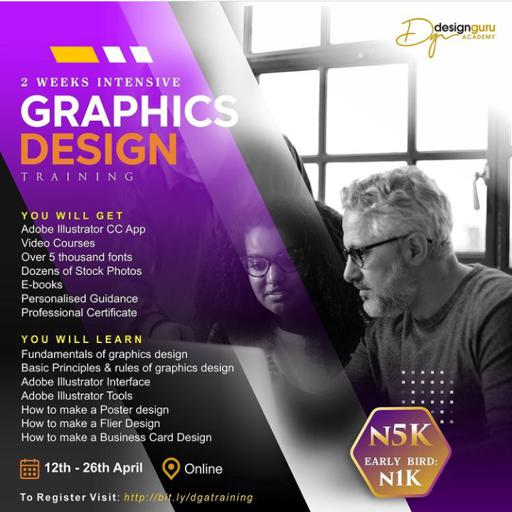 designguru
ACADEMY
2 WEEKS INTENSIVE
GRAPHICS
DESIGN
TRAINING
YOU WILL GET
Adobe Illustrator CC App
Video Courses
Over 5 thousand fonts
Dozens of Stock Photos
E-books
Personalised Guidance
Professional Certificate
YOU WILL LEARN
Fundamentals of graphics design
Basic Principles & rules of graphics design
Adobe Illustrator Interface
Adobe Illustrator Tools
How to make a Poster design
How to make a Flier Design
How to make a Business Card Design
12th - 26th April
Online
To Register Visit: http://bit.ly/dgatraining
N5K
EARLY BIRD:
N1K